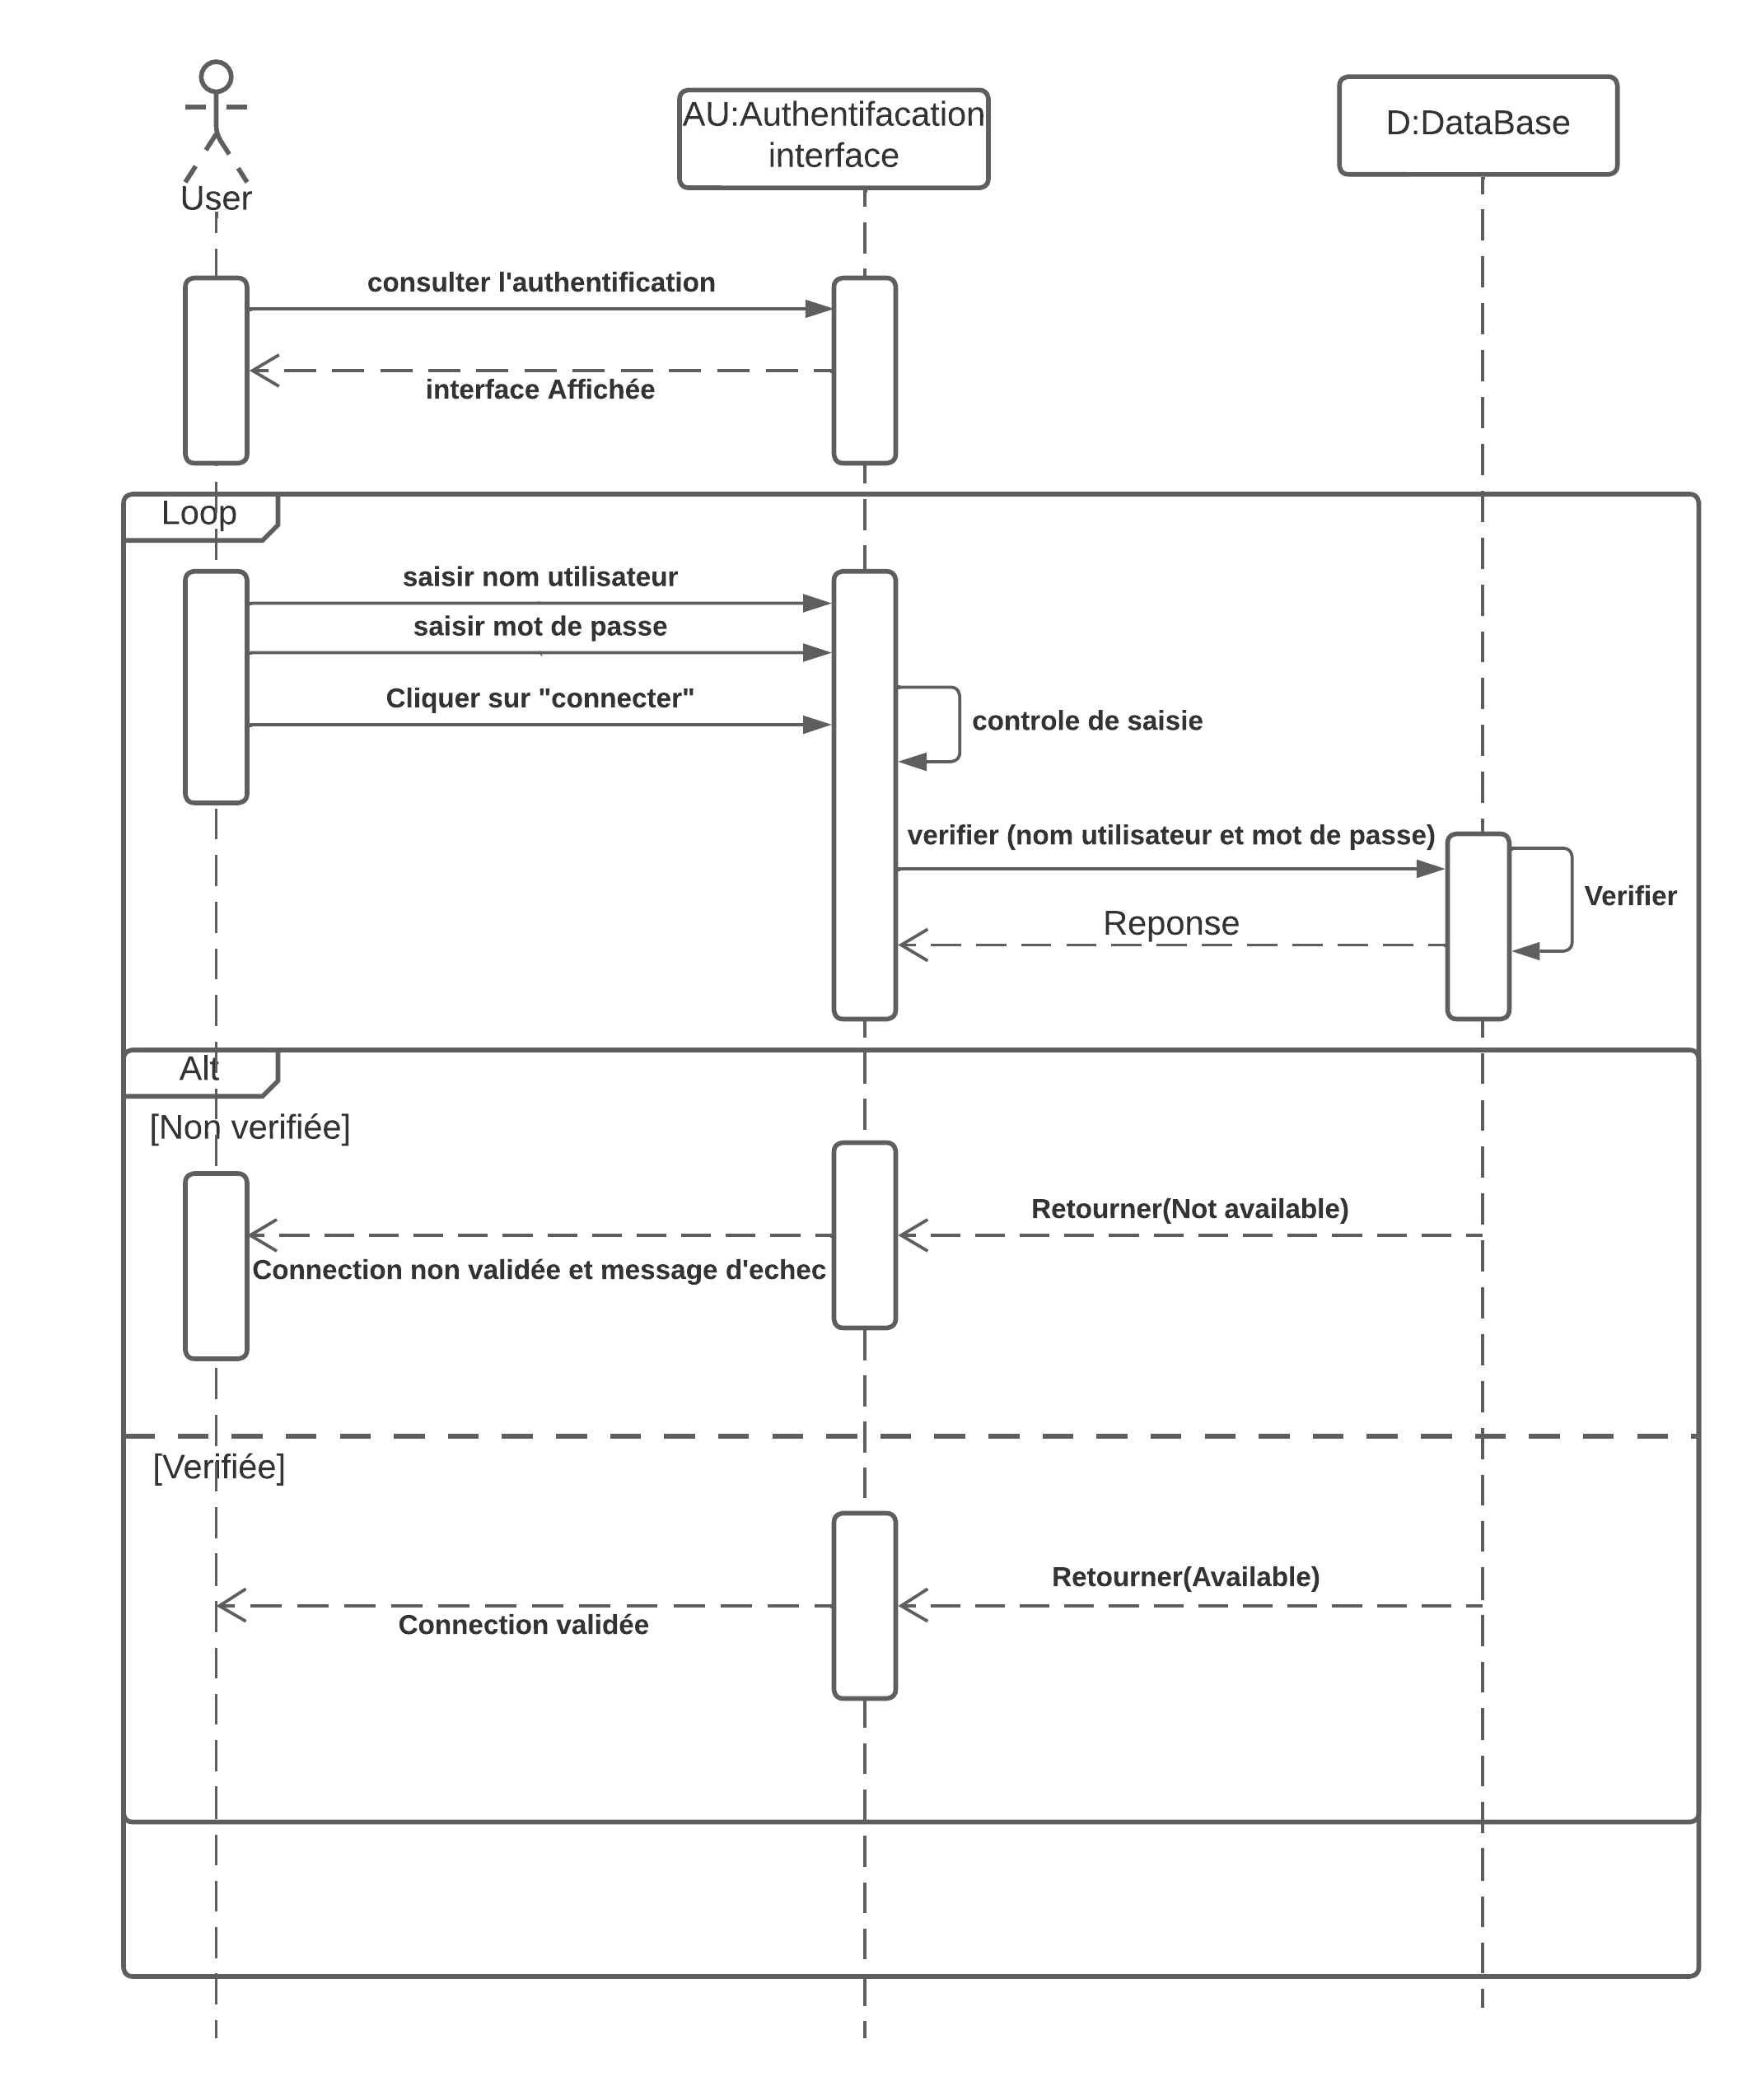 User
AU:Authentifacation
interface
D:DataBase
consulter l'authentification
interface Affichée
Loop
saisir nom utilisateur
saisir mot de passe
Cliquer sur "connecter"
controle de saisie
verifier (nom utilisateur et mot de passe)
Verifier
Reponse
Alt
[Non verifiée]
Retourner(Not available)
Connection non validée et message d'echec
[Verifiée]
Retourner(Available)
Connection validée